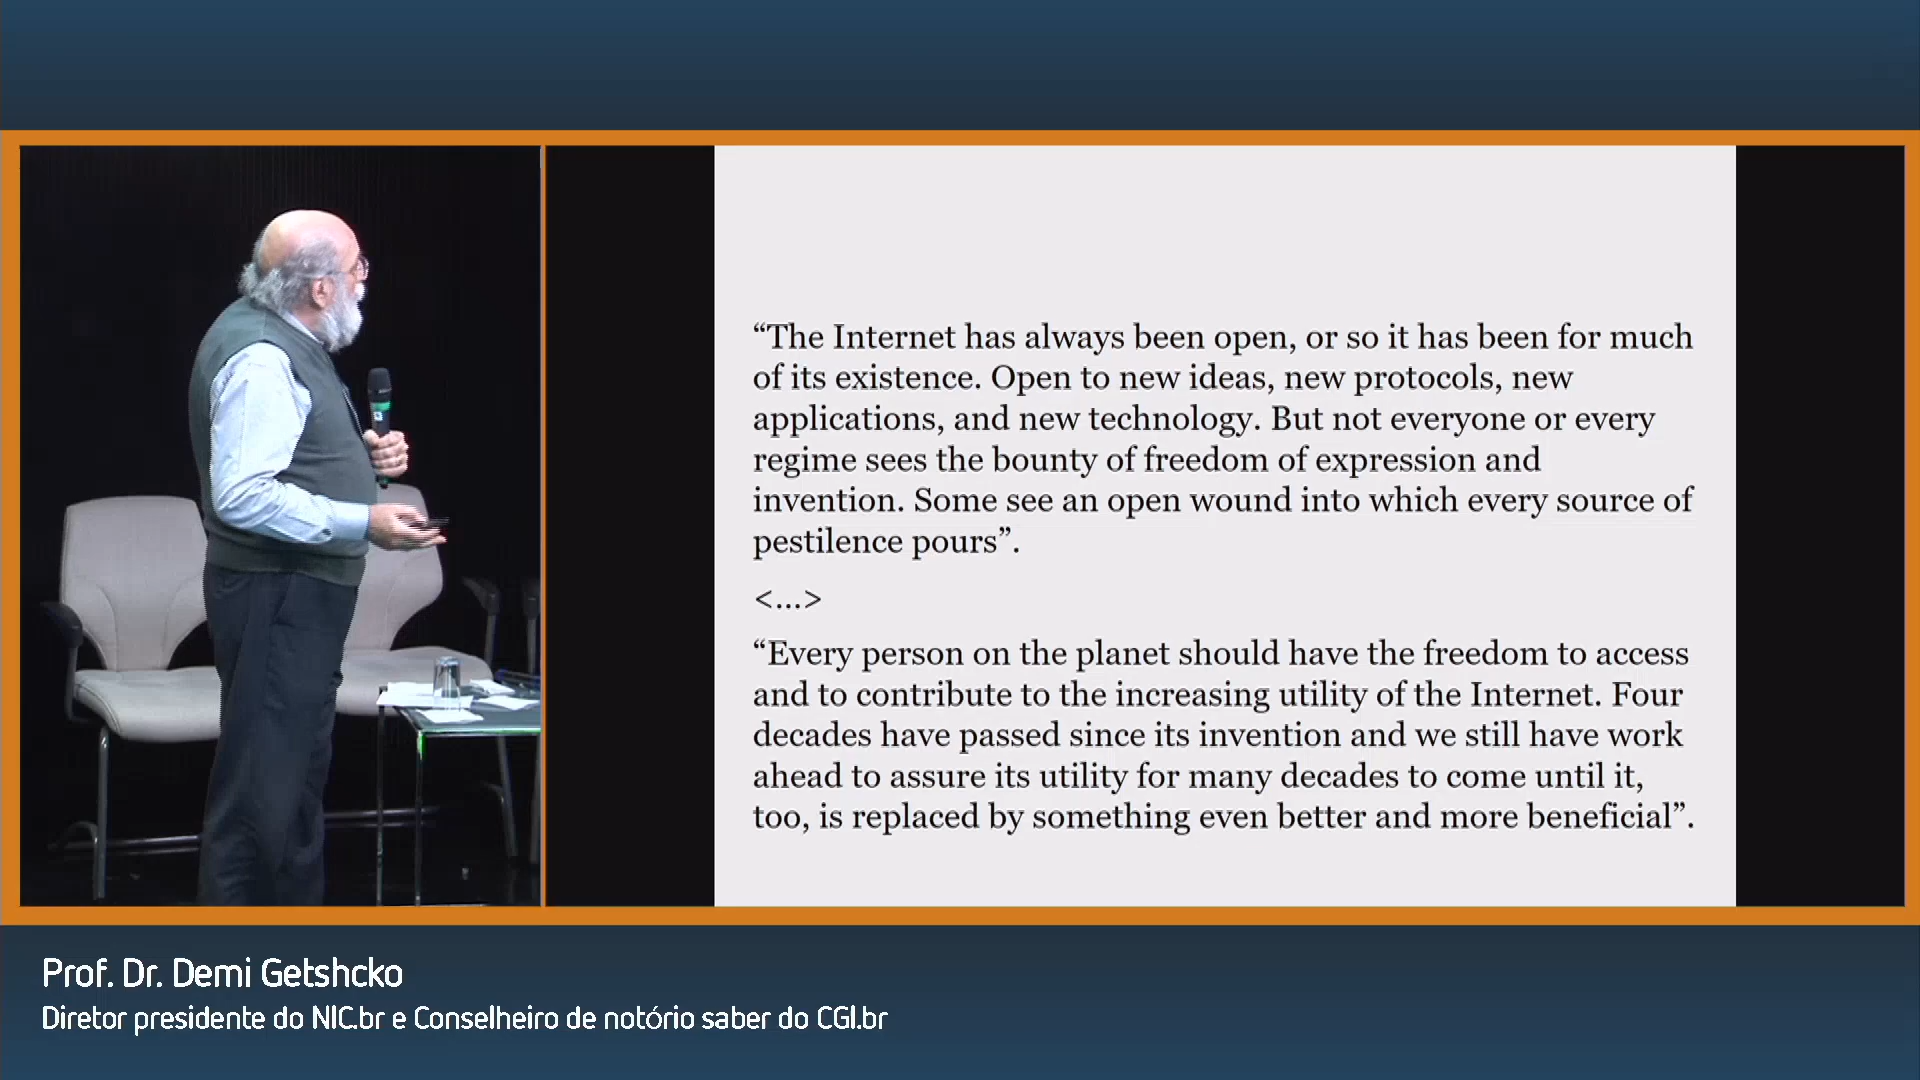 “The Internet has always been open, or so it has been for much
of its existence. Open to new ideas, new protocols, new
applications, and new technology. But not everyone or every
regime sees the bounty of freedom of expression and
invention. Some see an open wound into which every source of
pestilence pours”.
<...>
“Every person on the planet should have the freedom to access
and to contribute to the increasing utility of the Internet. Four
decades have passed since its invention and we still have work
ahead to assure its utility for many decades to come until it,
too, is replaced by something even better and more beneficial”.
Prof. Dr. Demi Getshcko
Diretor presidente do NIC.br e Conselheiro de notório saber do CGI.br